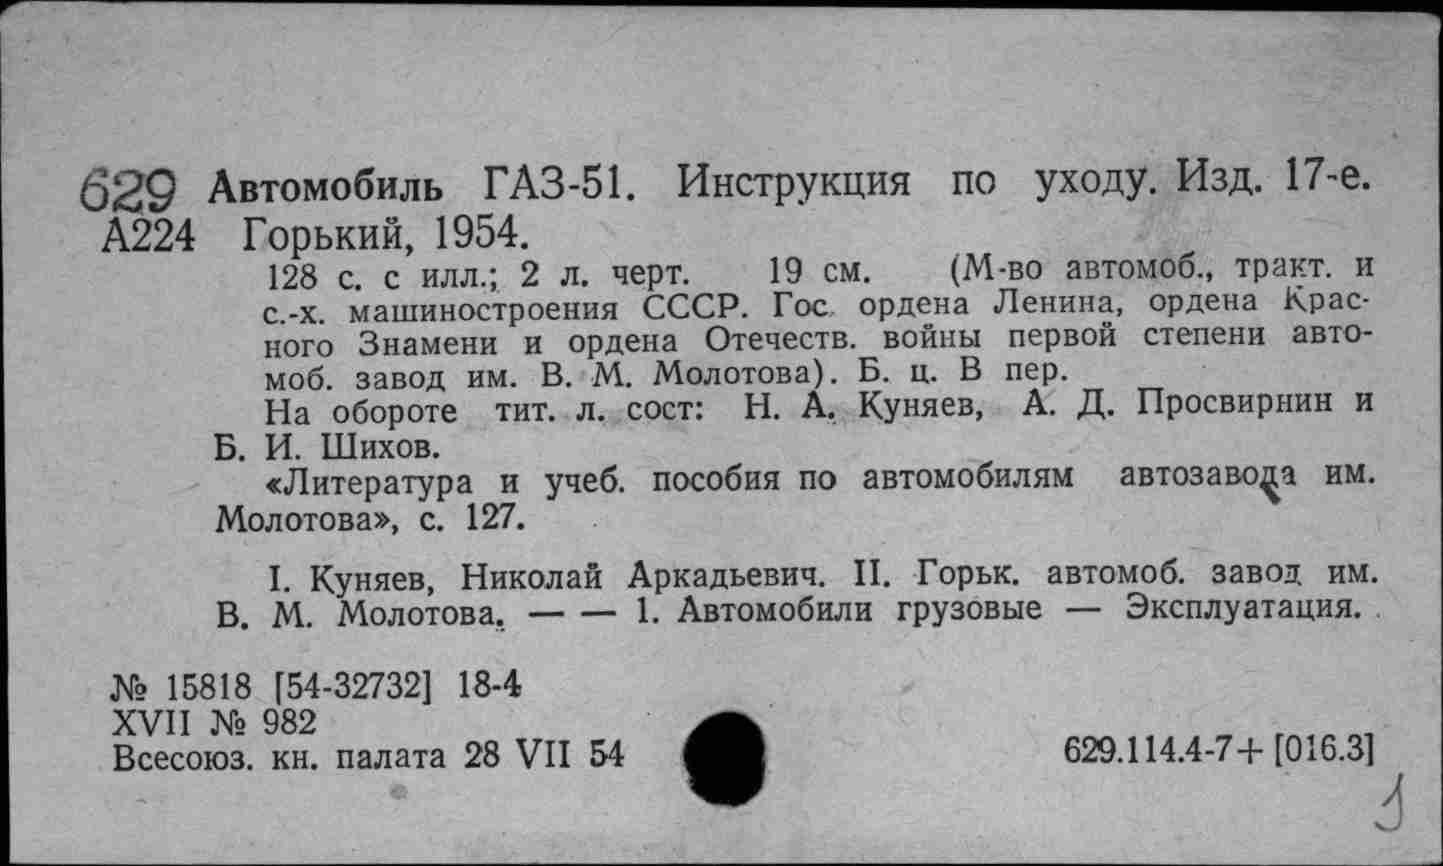 629 Автомобиль ГАЗ-51. Инструкция по уходу. Изд. 17-е.
А224 Горький, 1954.
128 с. с илл.; 2 л. черт. 19 см. (М-во автомоб., тракт. и
с.-х. машиностроения СССР. Гос. ордена Ленина, ордена Крас-
ного Знамени и ордена Отечеств. войны первой степени авто-
моб. завод им. В. М. Молотова). Б. ц. В пер.
На обороте тит. л. сост: Н. А. Куняев, А. Д. Просвирнин и
Б. И. Шихов.
«Литература и учеб. пособия по автомобилям автозавода им.
Молотова», с. 127.
I. Куняев, Николай Аркадьевич. II. Горьк. автомоб. завод им.
В. М. Молотова. — — 1. Автомобили грузовые — Эксплуатация.
№ 15818 [54-32732] 18-4
XVII № 982
Всесоюз. кн. палата 28 VII 54
629.114.4-7+[016.3]